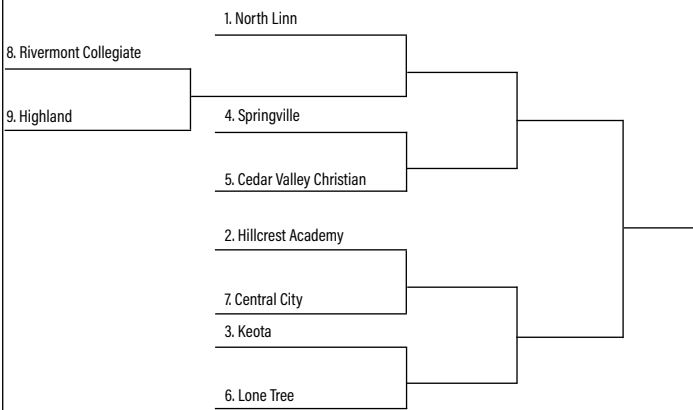 1. North Linn
8. Rivermont Collegiate
9. Highland
4. Springville
5. Cedar Valley Christian
2. Hillcrest Academy
7. Central City
3. Keota
6. Lone Tree